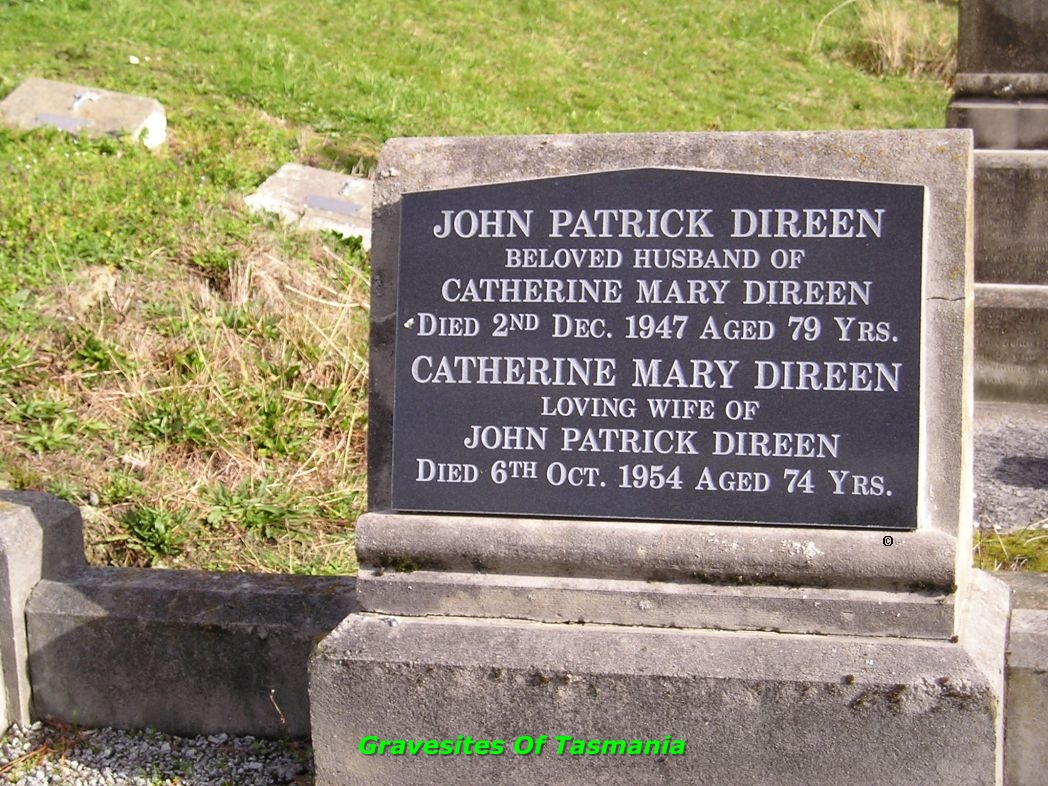 JOHN PATRICK DIREEN
BELOVED HUSBAND OF
CATHERINE MARY DIREEN
DIED 2ND DEC. 1947 AGED 79 YRS.
CATHERINE MARY DIREEN
LOVING WIFE OF
JOHN PATRICK DIREEN
DIED 6TH OCT. 1954 AGED 74 YRS.
©
Gravesites Of Tasmania